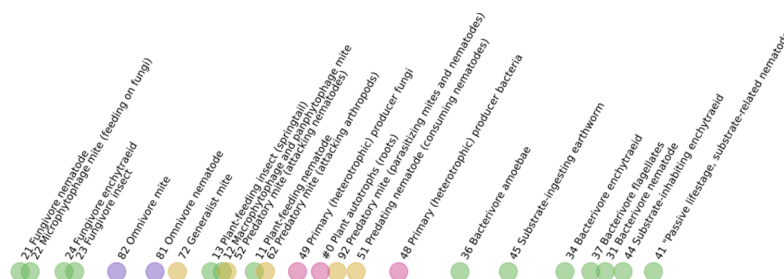 21 Fungivore nematode
22 Microphytophage mite (feeding on fungi)
24 Fungivore enchytraeid
23 Fungivore insect
82 Omnivore mite
81 Omnivore nematode
72 Generalist mite
13 Plant-feeding insect (springtail)
12 Macrophytophage and panphytophage mite
52 Predatory mite (attacking nematodes)
11 Plant-feeding nematode
62 Predatory mite (attacking arthropods)
49 Primary (heterotrophic) producer fungi
#0 Plant autotrophs (roots)
92 Predatory mite (parasitizing mites and nematodes)
51 Predating nematode (consuming nematodes)
48 Primary (heterotrophic) producer bacteria
36 Bacterivore amoebae
45 Substrate-ingesting earthworm
34 Bacterivore enchytraeid
37 Bacterivore flagellates
31 Bacterivore nematode
44 Substrate-inhabiting enchytraeid
41 "Passive lifestage, substrate-related